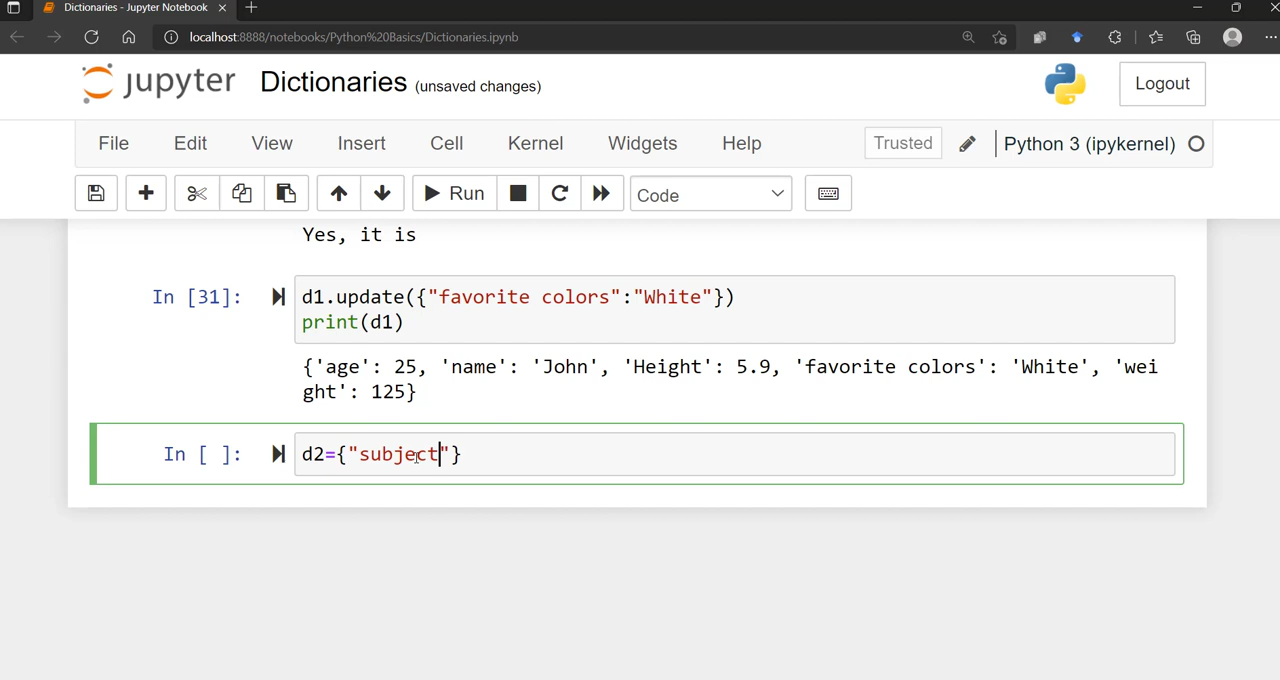 Dictionaries - Jupyter Notebook
localhost:8888/notebooks/Python%20Basics/Dictionaries.ipynb
jupyter Dictionaries (unsaved changes) Logout
File Edit View Insert Cell Kernel Widgets Help Trusted Python 3 (ipykernel)
Run Code
Yes, it is
In [31]: d1.update({"favorite colors":"White"})
print(d1)
{'age': 25, 'name': 'John', 'Height': 5.9, 'favorite colors': 'White', 'wei
ght': 125}
In [ ]: d2={"subject"}